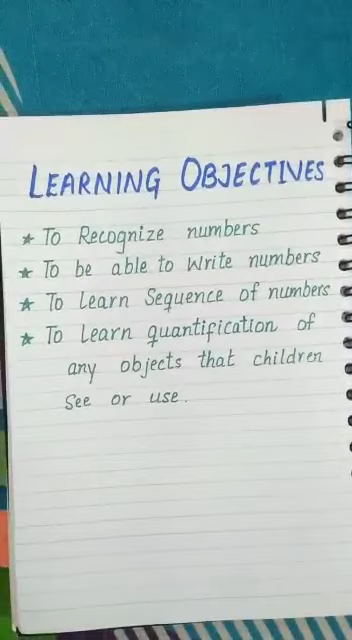 LEARNING OBJECTIVES
★ To Recognize numbers
★ To be able to Write numbers
★ To Learn Sequence of numbers
★ To Learn quantification of
any objects that children
See or use.